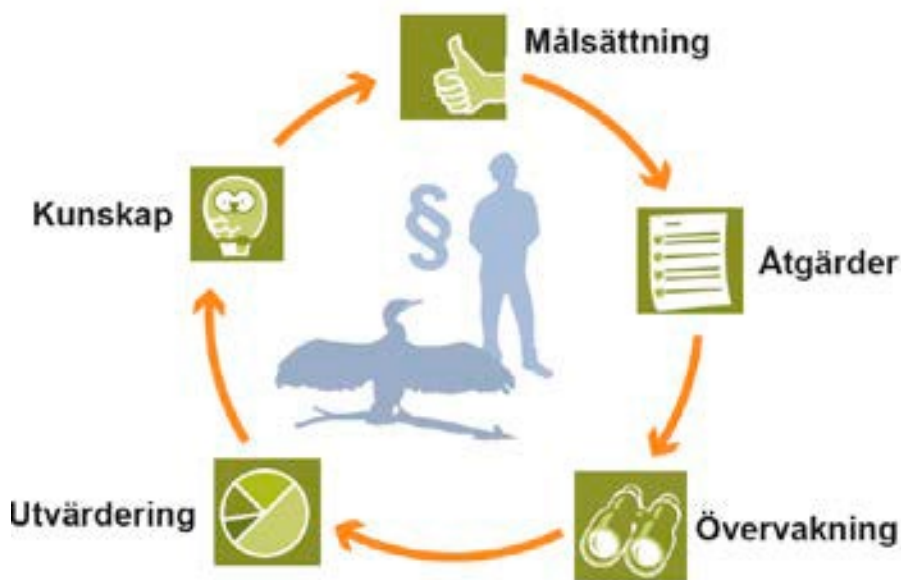 Målsättning
Åtgärder
Övervakning
Utvärdering
Kunskap
§